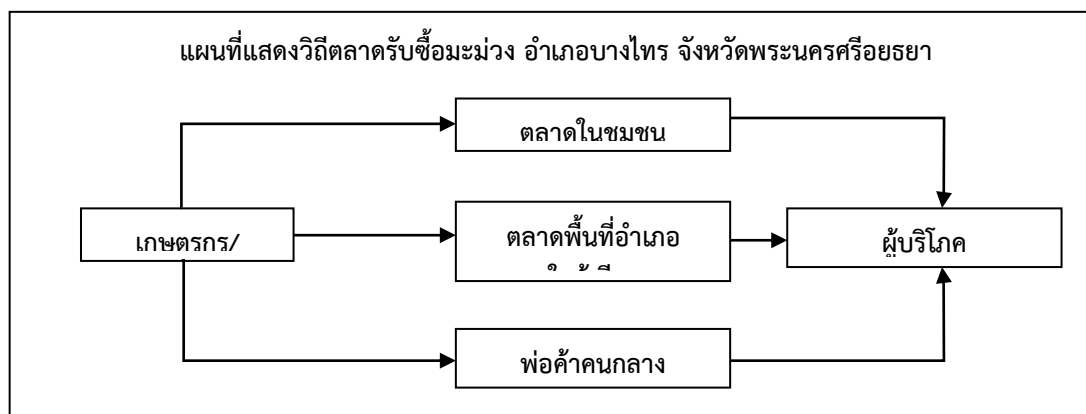 แผนที่แสดงวิถีตลาดรับซื้อมะม่วง อำเภอบางไทร จังหวัดพระนครศรีอยธยา
ตลาดในชมชน
เกษตรกร/
ตลาดพื้นที่อำเภอ
ผู้บริโภค
พ่อค้าคนกลาง